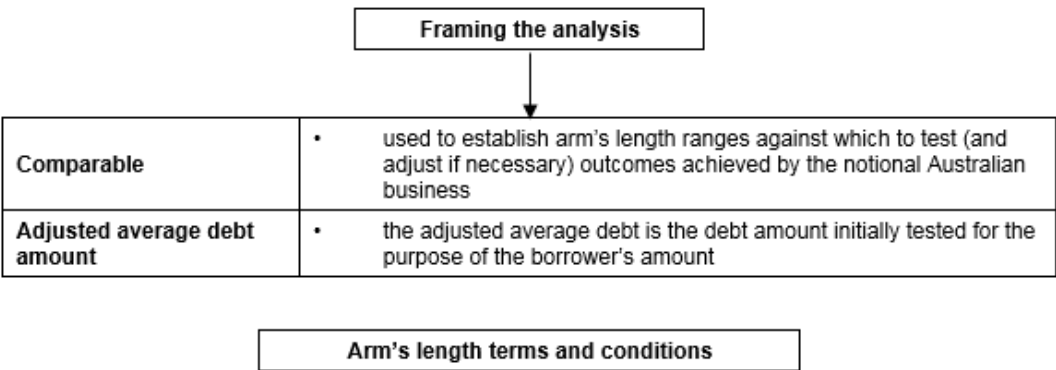 Framing the analysis
Comparable
• used to establish arm's length ranges against which to test (and
adjust if necessary) outcomes achieved by the notional Australian
business
Adjusted average debt
amount
• the adjusted average debt is the debt amount initially tested for the
purpose of the borrower's amount
Arm's length terms and conditions